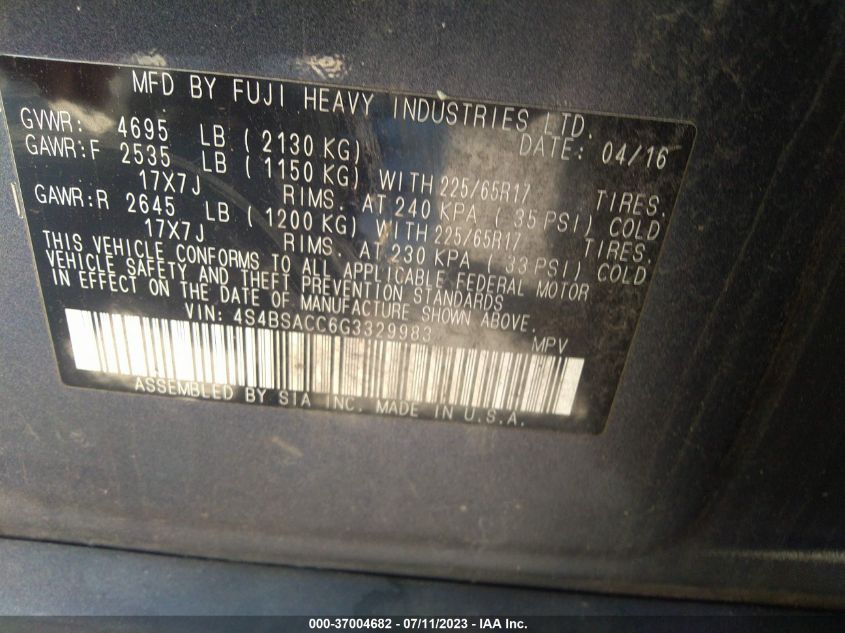 MFD BY FUJI HEAVY INDUSTRIES LTD.
GVWR: 4695 LB ( 2130 KG) DATE: 04/16
GAWR:F 2535 LB ( 1150 KG) WITH 225/65R17 TIRES.
17X7J RIMS. AT 240 KPA ( 35 PSI) COLD
GAWR:R 2645 LB ( 1200 KG) WITH 225/65R17 TIRES.
17X7J RIMS. AT 230 KPA ( 33 PSI) COLD
THIS VEHICLE CONFORMS TO ALL APPLICABLE FEDERAL MOTOR
VEHICLE SAFETY AND THEFT PREVENTION STANDARDS
IN EFFECT ON THE DATE OF MANUFACTURE SHOWN ABOVE.
VIN: 4S4BSACC6G3329983 MPV
ASSEMBLED BY SIA INC. MADE IN U.S.A.
000-37004682 - 07/11/2023 - IAA Inc.